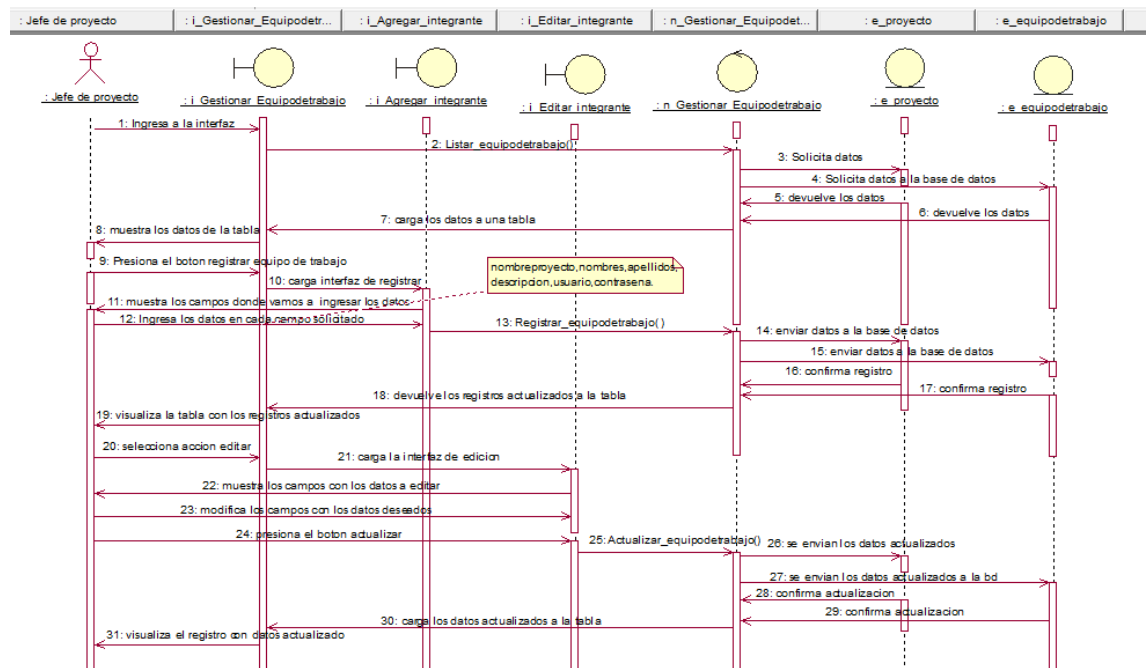 : Jefe de proyecto
: i_Gestionar_Equipodetr...
: i_Agregar_integrante
: i_Editar_integrante
: n_Gestionar_Equipodet...
: e_proyecto
: e_equipodetrabajo
: Jefe de proyecto
: i_Gestionar_Equipodetrabajo
: i_Agregar_integrante
: i_Editar_integrante
: n_Gestionar_Equipodetrabajo
: e_proyecto
: e_equipodetrabajo
1: Ingresa a la interfaz
2: Listar_equipodetrabajo()
3: Solicita datos
4: Solicita datos a la base de datos
5: devuelve los datos
6: devuelve los datos
7: carga los datos a una tabla
8: muestra los datos de la tabla
9: Presiona el boton registrar equipo de trabajo
nombreproyecto,nombres,apellidos,
descripcion,usuario,contrasena.
10: carga interfaz de registrar
11: muestra los campos donde vamos a ingresar los datos
12: Ingresa los datos en cada campo solicitado
13: Registrar_equipodetrabajo( )
14: enviar datos a la base de datos
15: enviar datos a la base de datos
16: confirma registro
17: confirma registro
18: devuelve los registros actualizados a la tabla
19: visualiza la tabla con los registros actualizados
20: selecciona accion editar
21: carga la interfaz de edicion
22: muestra los campos con los datos a editar
23: modifica los campos con los datos deseados
24: presiona el boton actualizar
25:Actualizar_equipodetrabajo()
26: se envian los datos actualizados
27: se envian los datos actualizados a la bd
28: confirma actualizacion
29: confirma actualizacion
30: carga los datos actualizados a la tabla
31: visualiza el registro con datos actualizado